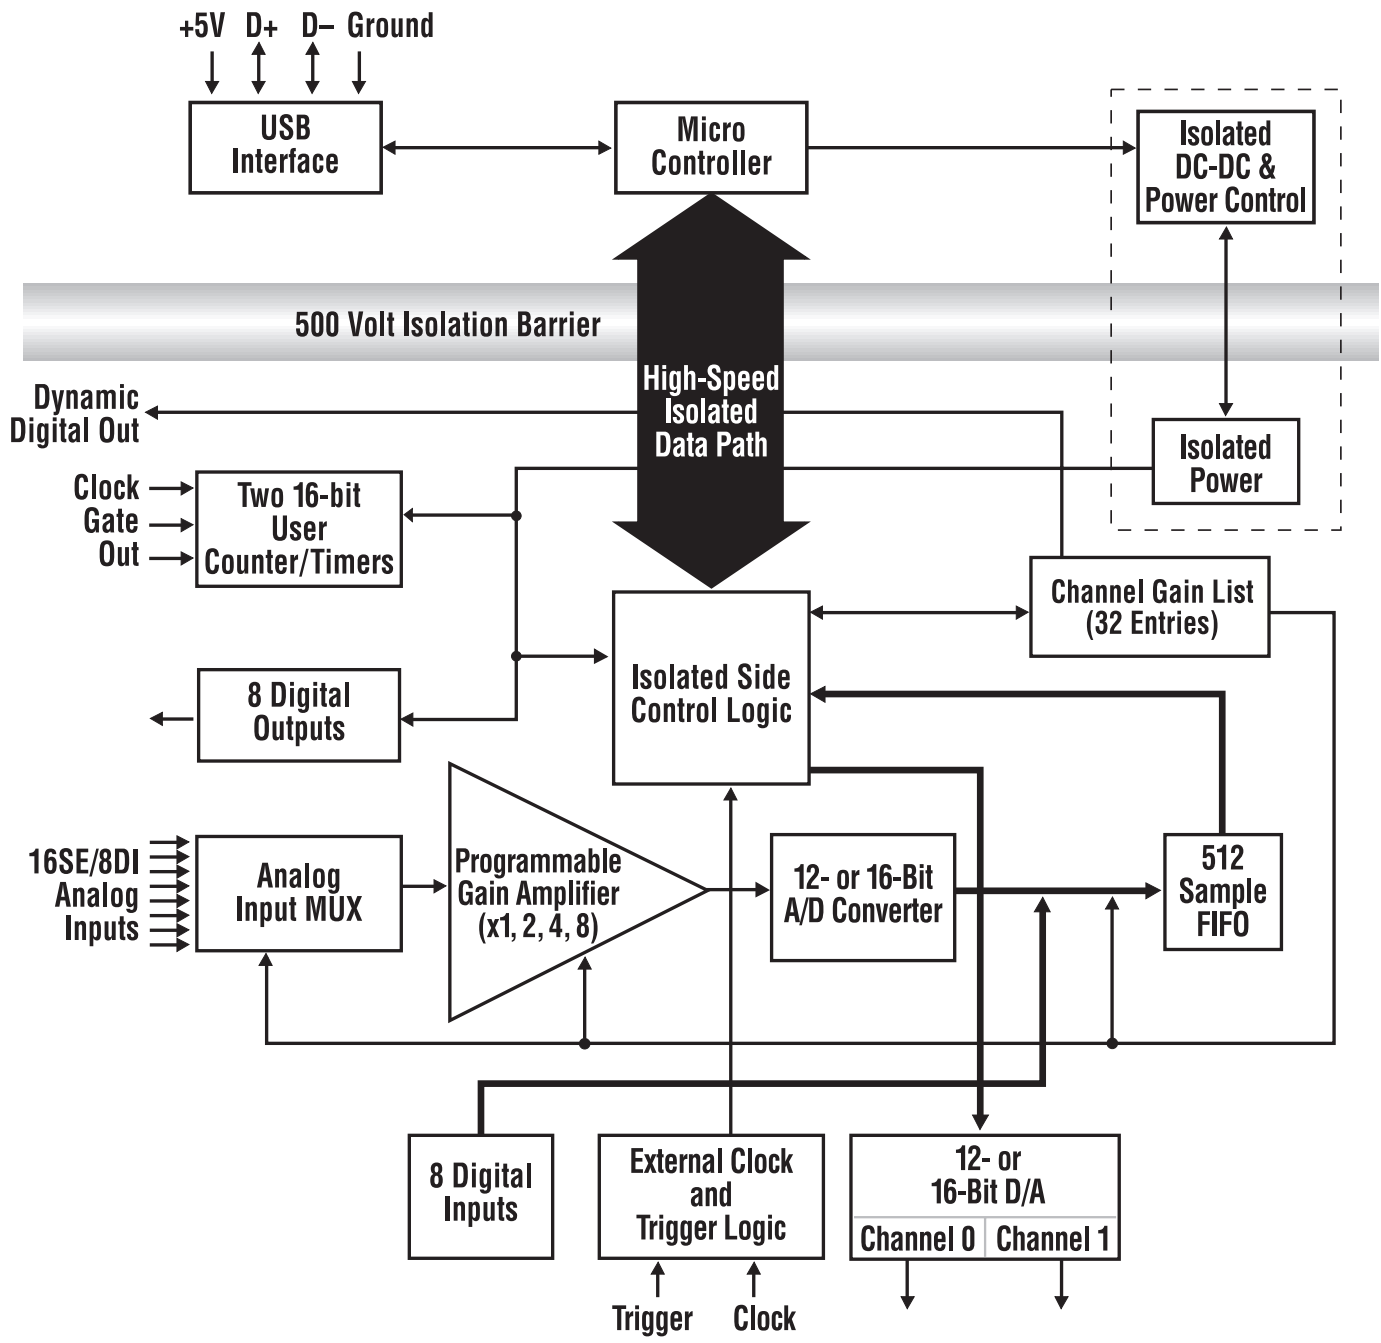 +5V D+ D– Ground
USB
Interface
Micro
Controller
Isolated
DC-DC &
Power Control
500 Volt Isolation Barrier
High-Speed
Isolated
Data Path
Dynamic
Digital Out
Isolated
Power
Clock
Gate
Out
Two 16-bit
User
Counter/Timers
Channel Gain List
(32 Entries)
Isolated Side
Control Logic
8 Digital
Outputs
16SE/8DI
Analog
Inputs
Analog
Input MUX
Programmable
Gain Amplifier
(x1, 2, 4, 8)
12- or 16-Bit
A/D Converter
512
Sample
FIFO
8 Digital
Inputs
External Clock
and
Trigger Logic
12- or
16-Bit D/A
Channel 0 Channel 1
Trigger Clock